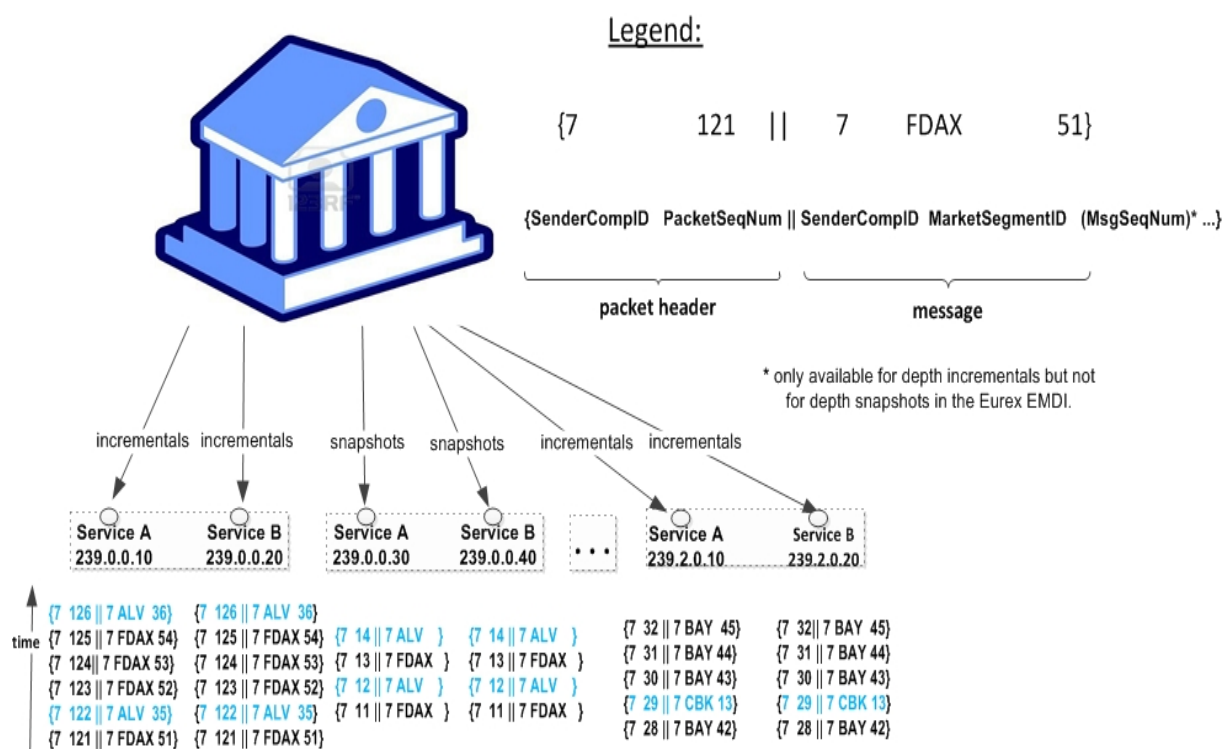 Legend:
{7 121 || 7 FDAX 51}
{SenderCompID PacketSeqNum || SenderCompID MarketSegmentID (MsgSeqNum)* ...}
packet header message
* only available for depth incrementals but not
for depth snapshots in the Eurex EMDI.
incrementals incrementals snapshots snapshots incrementals incrementals
Service A Service B Service A Service B Service A Service B
239.0.0.10 239.0.0.20 239.0.0.30 239.0.0.40 ... 239.2.0.10 239.2.0.20
time
{7 126 || 7 ALV 36}
{7 125 || 7 FDAX 54}
{7 124|| 7 FDAX 53}
{7 123 || 7 FDAX 52}
{7 122 || 7 ALV 35}
{7 121 || 7 FDAX 51}
{7 126 || 7 ALV 36}
{7 125 || 7 FDAX 54}
{7 124 || 7 FDAX 53}
{7 123 || 7 FDAX 52}
{7 122 || 7 ALV 35}
{7 121 || 7 FDAX 51}
{7 14 || 7 ALV }
{7 13 || 7 FDAX }
{7 12 || 7 ALV }
{7 11 || 7 FDAX }
{7 14 || 7 ALV }
{7 13 || 7 FDAX }
{7 12 || 7 ALV }
{7 11 || 7 FDAX }
{7 32 || 7 BAY 45}
{7 31 || 7 BAY 44}
{7 30 || 7 BAY 43}
{7 29 || 7 CBK 13}
{7 28 || 7 BAY 42}
{7 32|| 7 BAY 45}
{7 31 || 7 BAY 44}
{7 30 || 7 BAY 43}
{7 29 || 7 CBK 13}
{7 28 || 7 BAY 42}